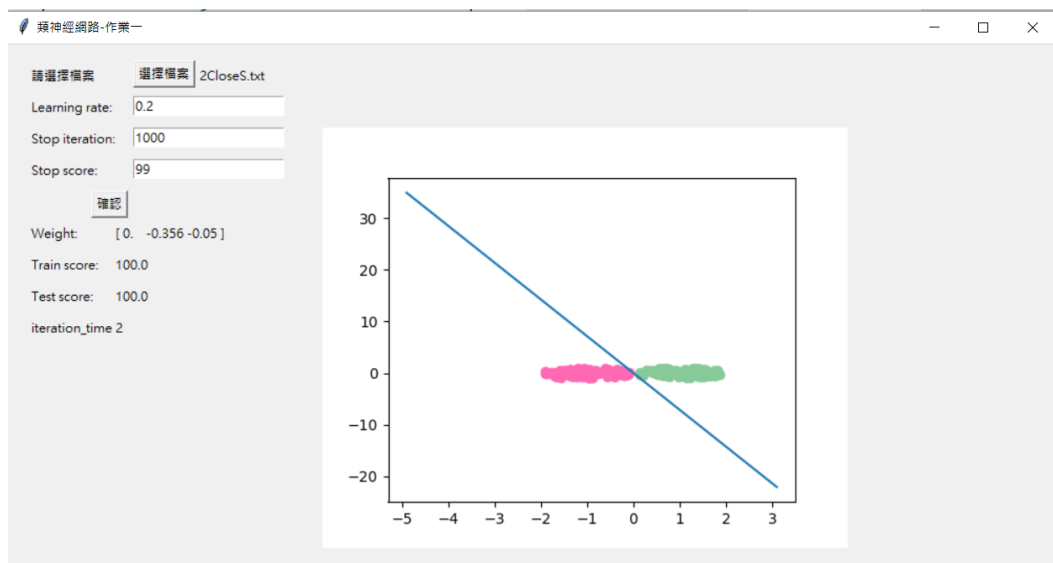 類神經網路-作業一
請選擇檔案 選擇檔案 2CloseS.txt
Learning rate: 0.2
Stop iteration: 1000
Stop score: 99
確認
Weight: [ 0. -0.356 -0.05 ]
Train score: 100.0
Test score: 100.0
iteration_time 2
30
20
10
0
−10
−20
−5 −4 −3 −2 −1 0 1 2 3